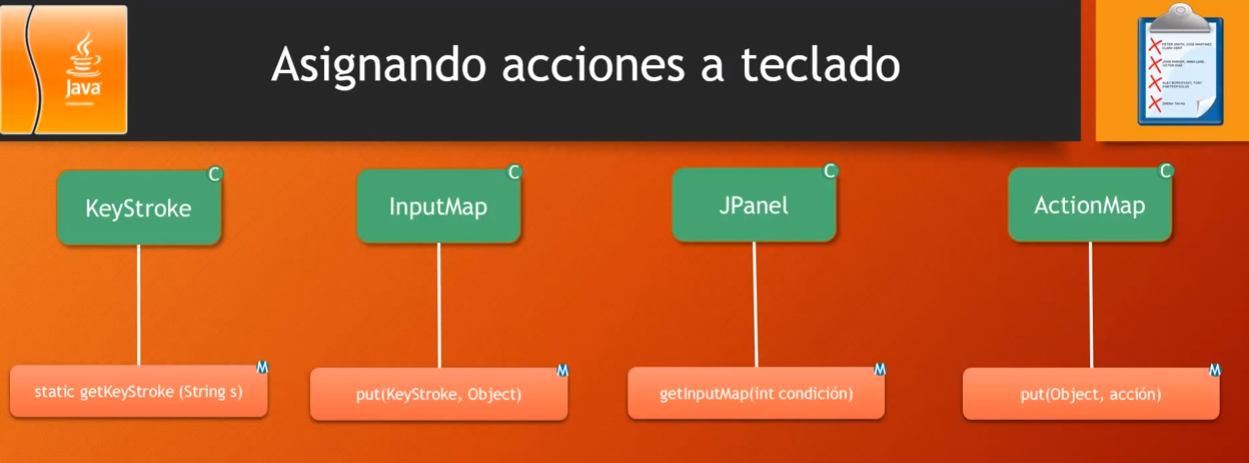 Java
Asignando acciones a teclado
C
KeyStroke
C
InputMap
C
JPanel
C
ActionMap
M
static getKeyStroke (String s)
M
put(KeyStroke, Object)
M
getInputMap(int condición)
M
put(Object, acción)